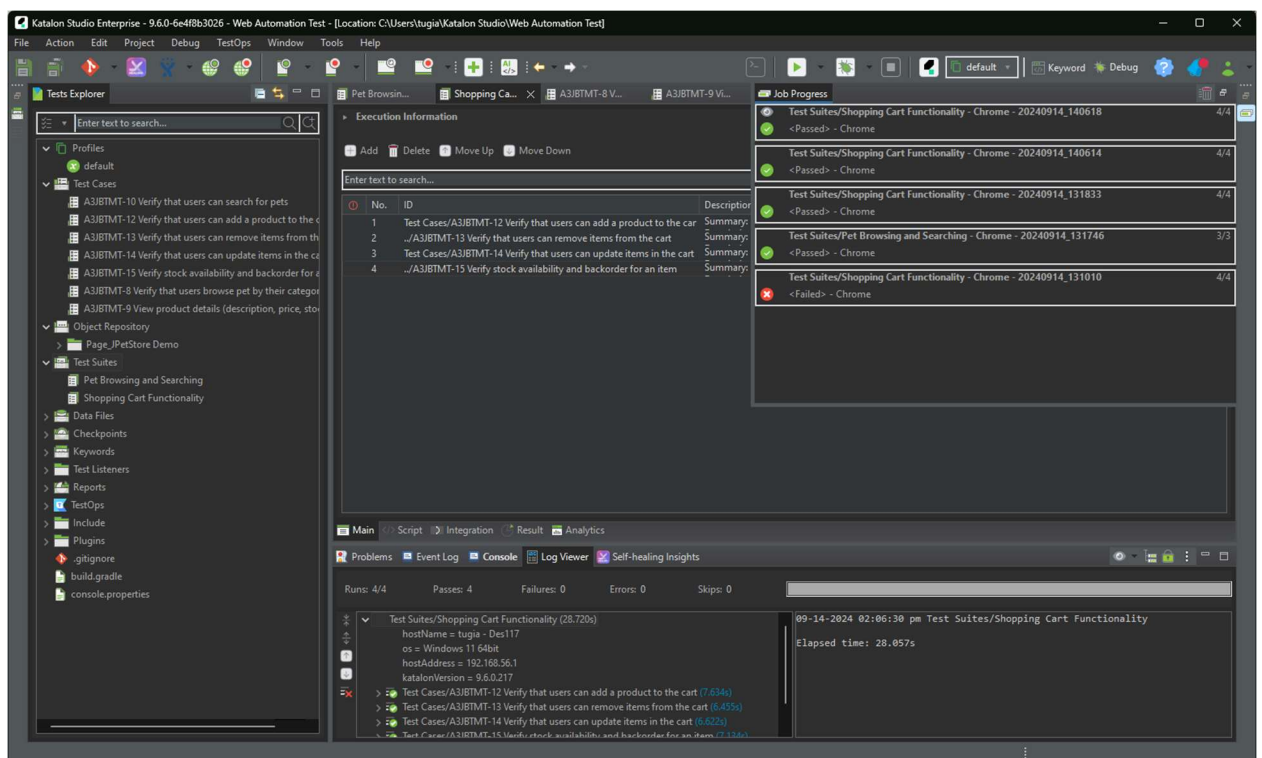 Katalon Studio Enterprise - 9.6.0-6e4f8b3026 - Web Automation Test - [Location: C:\Users\tugia\Katalon Studio\Web Automation Test]
File Action Edit Project Debug TestOps Window Tools Help
default Keyword Debug
Tests Explorer
Enter text to search...
Profiles
default
Test Cases
A3JBTMT-10 Verify that users can search for pets
A3JBTMT-12 Verify that users can add a product to the c
A3JBTMT-13 Verify that users can remove items from th
A3JBTMT-14 Verify that users can update items in the ca
A3JBTMT-15 Verify stock availability and backorder for a
A3JBTMT-8 Verify that users browse pet by their categor
A3JBTMT-9 View product details (description, price, sto
Object Repository
Page_JPetStore Demo
Test Suites
Pet Browsing and Searching
Shopping Cart Functionality
Data Files
Checkpoints
Keywords
Test Listeners
Reports
TestOps
Include
Plugins
.gitignore
build.gradle
console.properties
Pet Browsin... Shopping Ca... A3JBTMT-8 V... A3JBTMT-9 Vi...
Execution Information
Add Delete Move Up Move Down
Enter text to search...
No. ID Description
1 Test Cases/A3JBTMT-12 Verify that users can add a product to the car Summary:
2 ../A3JBTMT-13 Verify that users can remove items from the cart Summary:
3 Test Cases/A3JBTMT-14 Verify that users can update items in the cart Summary:
4 ../A3JBTMT-15 Verify stock availability and backorder for an item Summary:
Job Progress
Test Suites/Shopping Cart Functionality - Chrome - 20240914_140618 4/4
<Passed> - Chrome
Test Suites/Shopping Cart Functionality - Chrome - 20240914_140614 4/4
<Passed> - Chrome
Test Suites/Shopping Cart Functionality - Chrome - 20240914_131833 4/4
<Passed> - Chrome
Test Suites/Pet Browsing and Searching - Chrome - 20240914_131746 3/3
<Passed> - Chrome
Test Suites/Shopping Cart Functionality - Chrome - 20240914_131010 4/4
<Failed> - Chrome
Main Script Integration Result Analytics
Problems Event Log Console Log Viewer Self-healing Insights
Runs: 4/4 Passes: 4 Failures: 0 Errors: 0 Skips: 0
Test Suites/Shopping Cart Functionality (28.720s)
hostName = tugia - Des117
os = Windows 11 64bit
hostAddress = 192.168.56.1
katalonVersion = 9.6.0.217
Test Cases/A3JBTMT-12 Verify that users can add a product to the cart (7.634s)
Test Cases/A3JBTMT-13 Verify that users can remove items from the cart (6.455s)
Test Cases/A3JBTMT-14 Verify that users can update items in the cart (6.622s)
Test Cases/A3JBTMT-15 Verify stock availability and backorder for an item (7.134s)
09-14-2024 02:06:30 pm Test Suites/Shopping Cart Functionality
Elapsed time: 28.057s